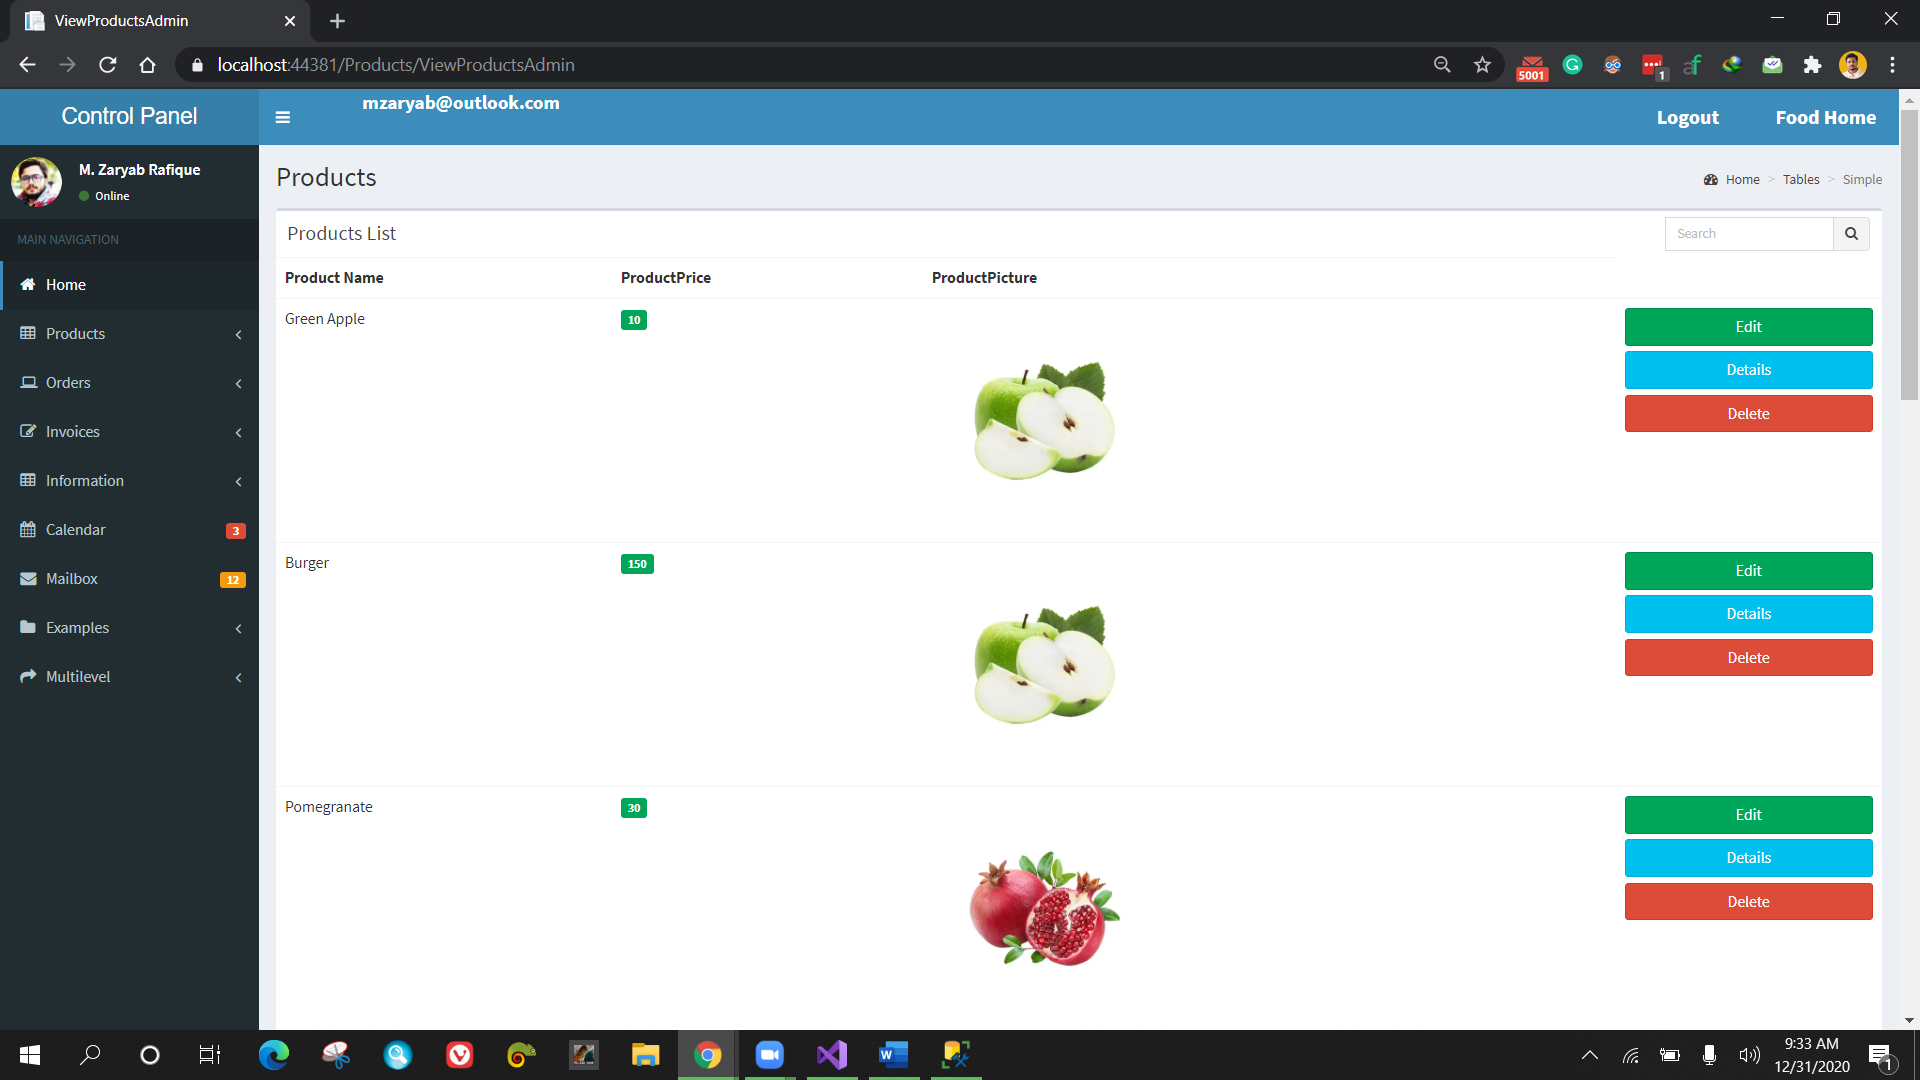 ViewProductsAdmin
localhost:44381/Products/ViewProductsAdmin
5001
1
Control Panel
mzaryab@outlook.com
Logout
Food Home
M. Zaryab Rafique
Online
Products
Home > Tables > Simple
MAIN NAVIGATION
Home
Products
Orders
Invoices
Information
Calendar 3
Mailbox 12
Examples
Multilevel
Products List
Search
Product Name ProductPrice ProductPicture
Green Apple 10
Edit
Details
Delete
Burger 150
Edit
Details
Delete
Pomegranate 30
Edit
Details
Delete
9:33 AM
12/31/2020
1